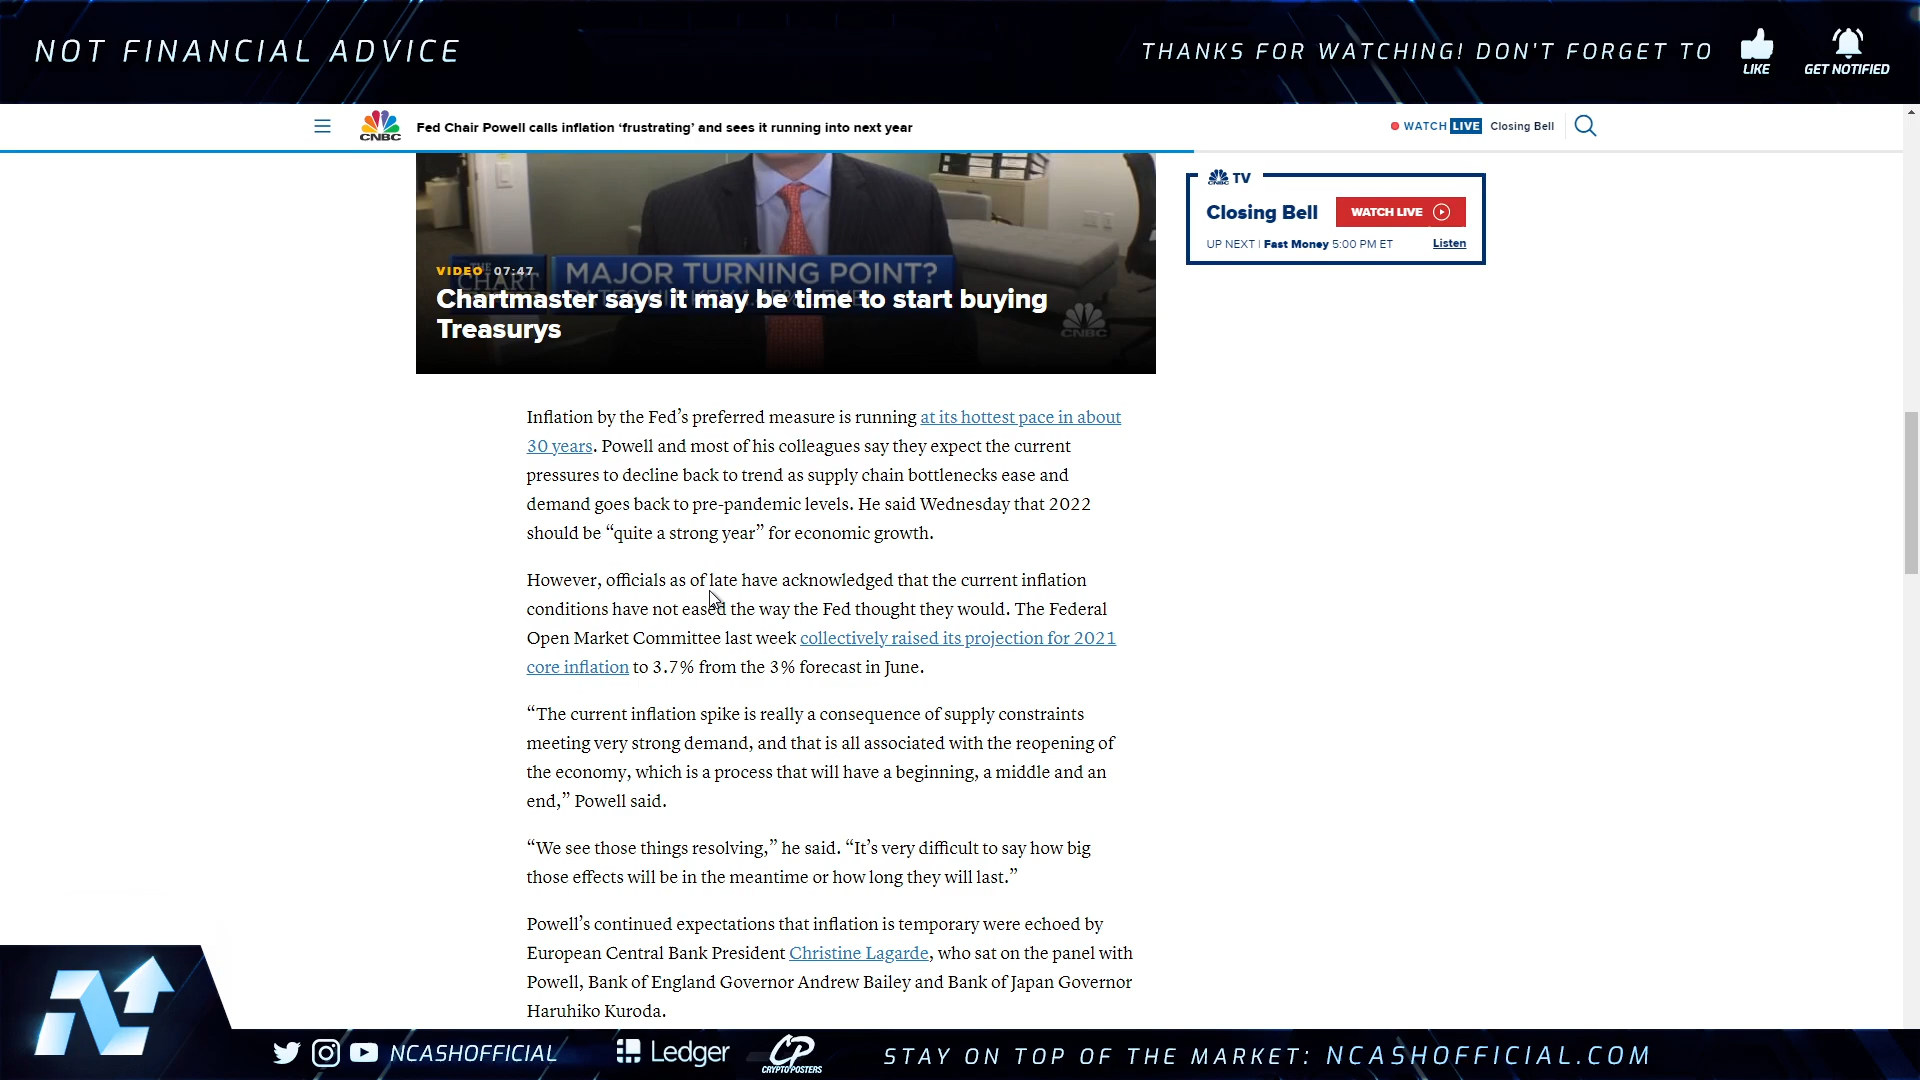 NOT FINANCIAL ADVICE
THANKS FOR WATCHING! DON'T FORGET TO
LIKE
GET NOTIFIED
CNBC
Fed Chair Powell calls inflation ‘frustrating’ and sees it running into next year
WATCH LIVE Closing Bell
CNBC TV
Closing Bell
WATCH LIVE
UP NEXT | Fast Money 5:00 PM ET
Listen
MAJOR TURNING POINT?
VIDEO 07:47
THE CHART
Chartmaster says it may be time to start buying
Treasurys
CNBC
Inflation by the Fed’s preferred measure is running at its hottest pace in about
30 years. Powell and most of his colleagues say they expect the current
pressures to decline back to trend as supply chain bottlenecks ease and
demand goes back to pre-pandemic levels. He said Wednesday that 2022
should be “quite a strong year” for economic growth.
However, officials as of late have acknowledged that the current inflation
conditions have not eased the way the Fed thought they would. The Federal
Open Market Committee last week collectively raised its projection for 2021
core inflation to 3.7% from the 3% forecast in June.
“The current inflation spike is really a consequence of supply constraints
meeting very strong demand, and that is all associated with the reopening of
the economy, which is a process that will have a beginning, a middle and an
end,” Powell said.
“We see those things resolving,” he said. “It’s very difficult to say how big
those effects will be in the meantime or how long they will last.”
Powell’s continued expectations that inflation is temporary were echoed by
European Central Bank President Christine Lagarde, who sat on the panel with
Powell, Bank of England Governor Andrew Bailey and Bank of Japan Governor
Haruhiko Kuroda.
NCASHOFFICIAL
Ledger
CP
CRYPTOPOSTERS
STAY ON TOP OF THE MARKET: NCASHOFFICIAL.COM